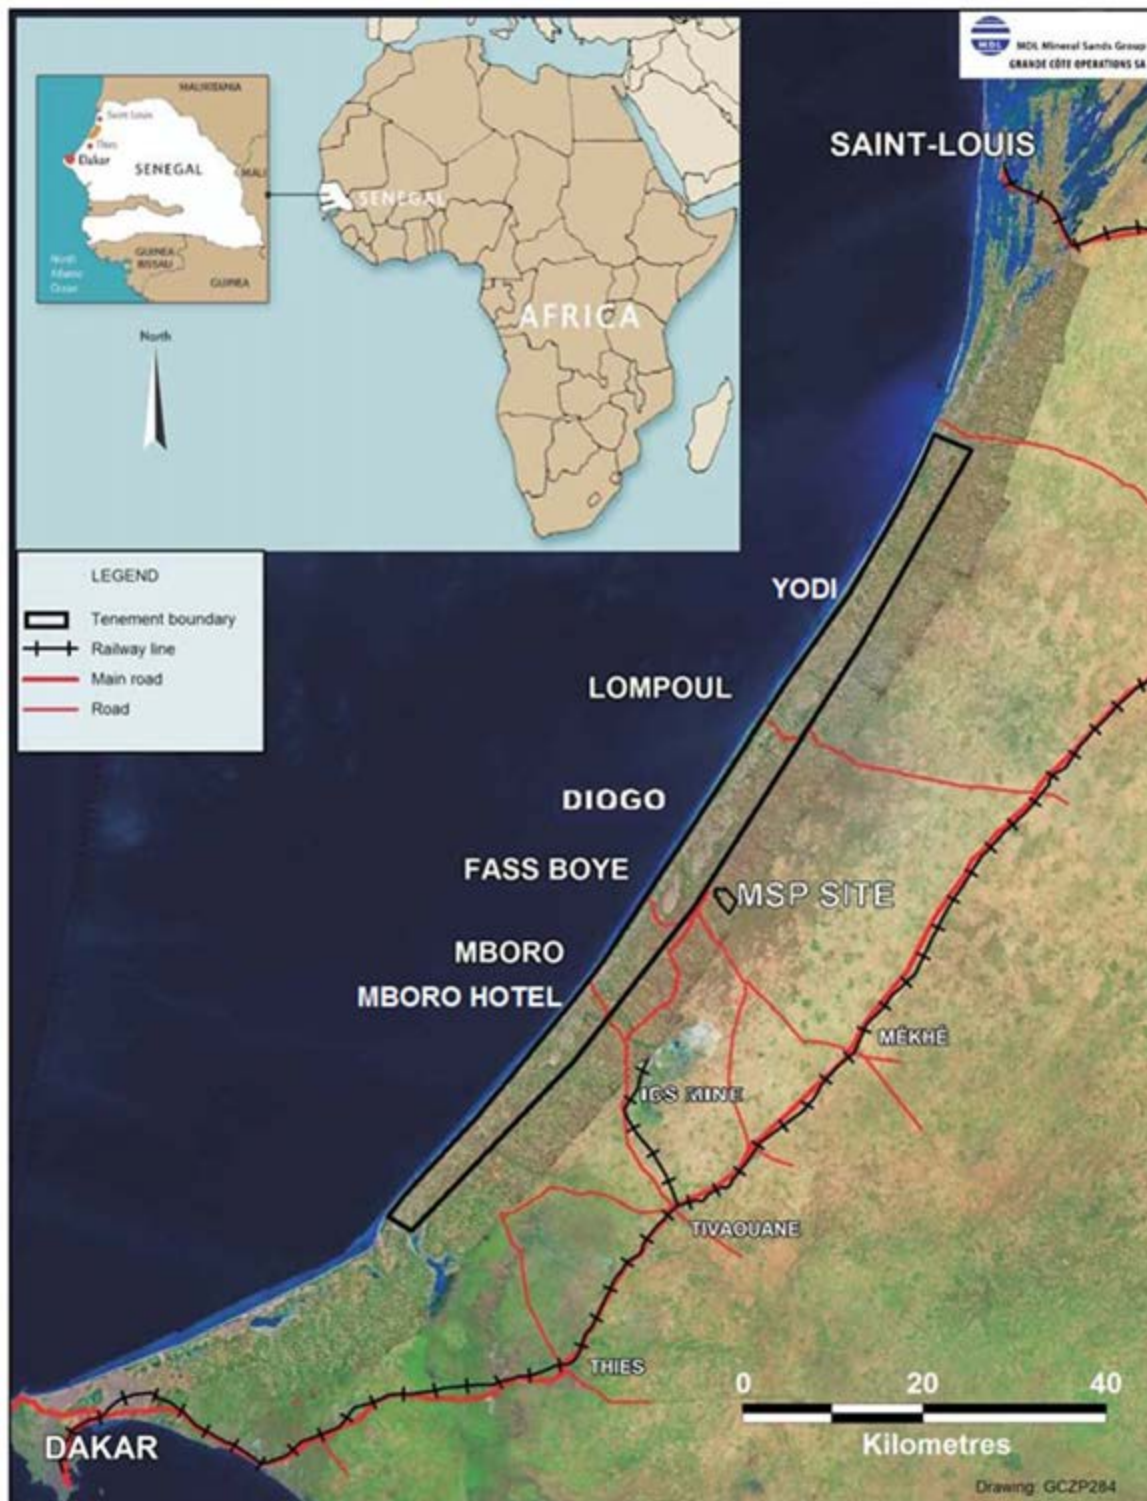 MDL
MDL Mineral Sands Group
GRANDE CÔTE OPERATIONS SA
MAURITANIA
Saint Louis
Thies
Dakar
SENEGAL
MALI
GUINEA
BISSAU
GUINEA
North
Atlantic
Ocean
SENEGAL
AFRICA
North
SAINT-LOUIS
LEGEND
Tenement boundary
Railway line
Main road
Road
YODI
LOMPOUL
DIOGO
FASS BOYE
MSP SITE
MBORO
MBORO HOTEL
MÉKHÉ
ICS MINE
TIVAOUANE
THIES
DAKAR
0 20 40
Kilometres
Drawing: GCZP284